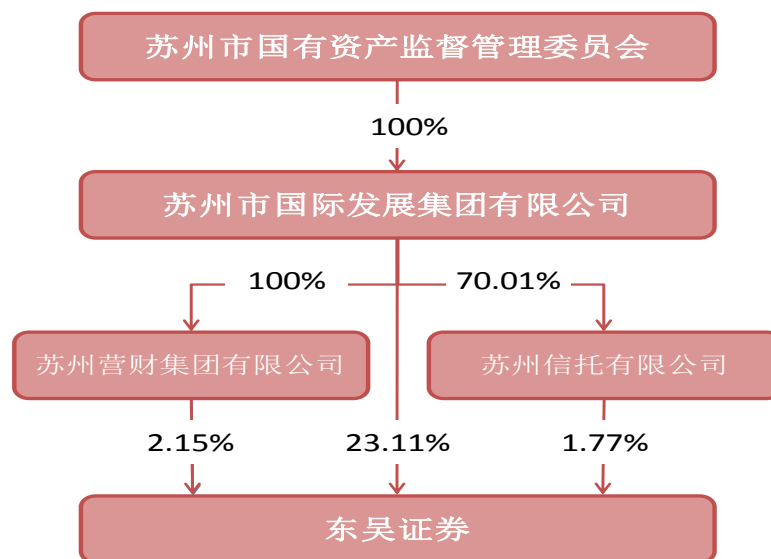 苏州市国有资产监督管理委员会
100%
苏州市国际发展集团有限公司
100%
70.01%
苏州营财集团有限公司
苏州信托有限公司
2.15%
23.11%
1.77%
东吴证券